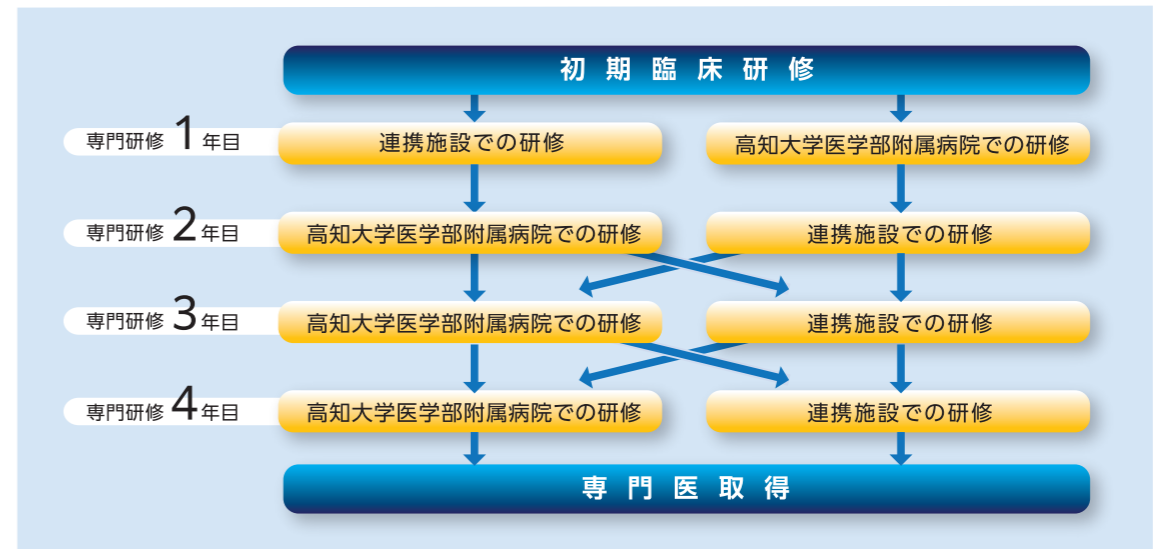 初期臨床研修
専門研修 1 年目
連携施設での研修
高知大学医学部附属病院での研修
専門研修 2 年目
高知大学医学部附属病院での研修
連携施設での研修
専門研修 3 年目
高知大学医学部附属病院での研修
連携施設での研修
専門研修 4 年目
高知大学医学部附属病院での研修
連携施設での研修
専門医取得